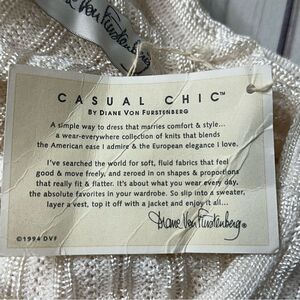 Diane Von Furstenberg
CASUAL CHIC™
BY DIANE VON FURSTENBERG
A simple way to dress that marries comfort & style...
a wear-everywhere collection of knits that blends
the American ease I admire & the European elegance I love.
I've searched the world for soft, fluid fabrics that feel
good & move freely, and zeroed in on shapes & proportions
that really fit & flatter. It's about what you wear every day,
the absolute favorites in your wardrobe. So slip into a sweater,
layer a vest, top it off with a jacket and enjoy it all...
Diane Von Furstenberg®
©1994 DVF